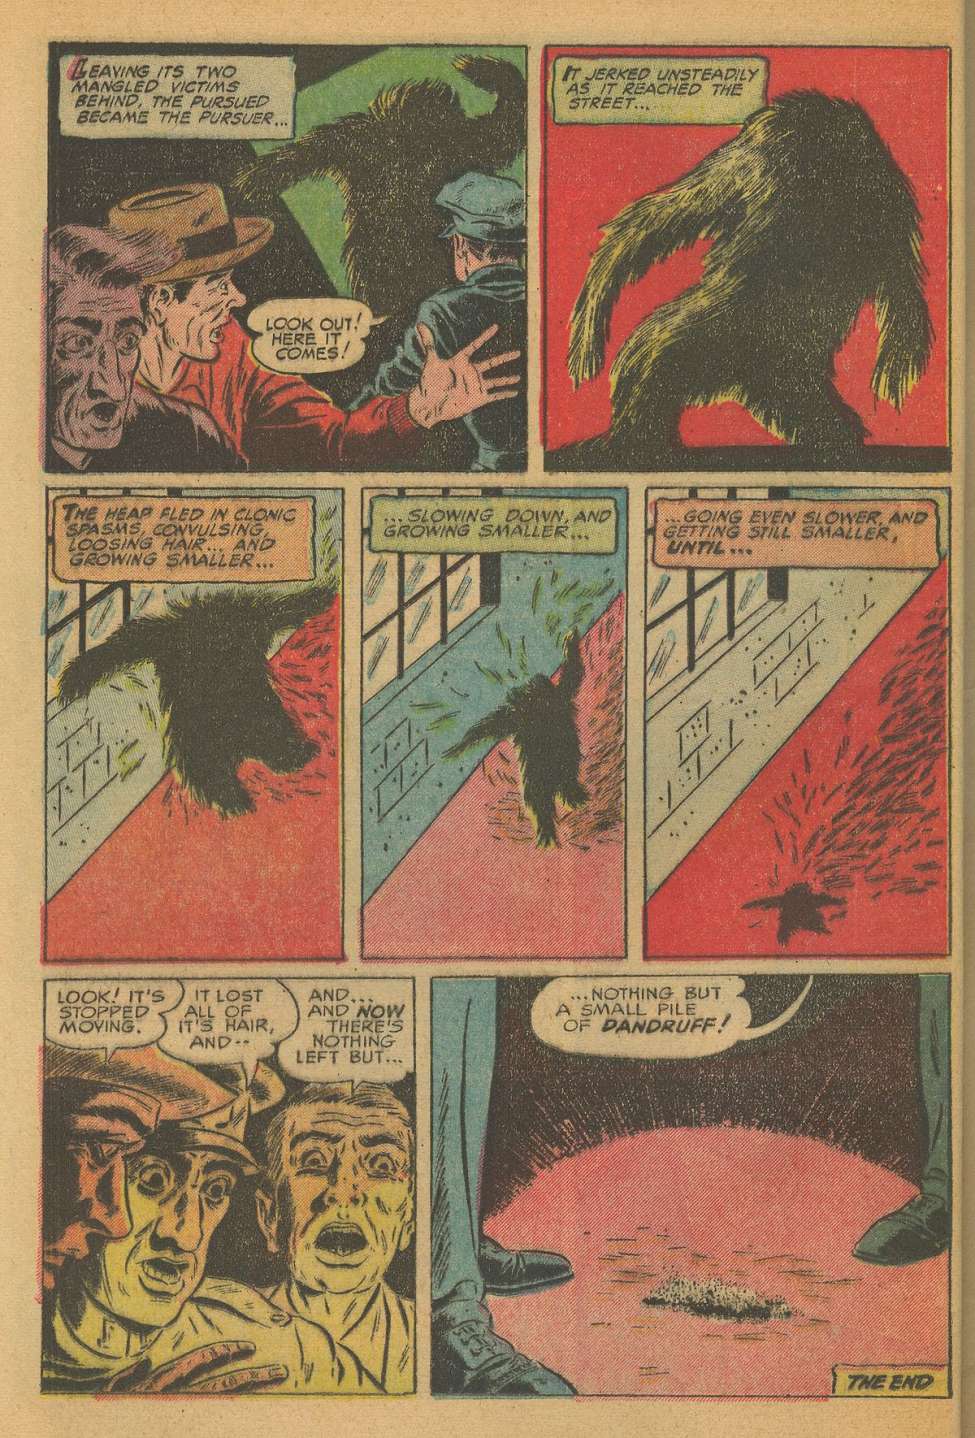 LEAVING ITS TWO
MANGLED VICTIMS
BEHIND, THE PURSUED
BECAME THE PURSUER...
LOOK OUT!
HERE IT
COMES!
IT JERKED UNSTEADILY
AS IT REACHED THE
STREET...
THE HEAP FLED IN CLONIC
SPASMS, CONVULSING,
LOOSING HAIR... AND
GROWING SMALLER...
...SLOWING DOWN, AND
GROWING SMALLER...
...GOING EVEN SLOWER, AND
GETTING STILL SMALLER,
UNTIL...
LOOK! IT'S
STOPPED
MOVING.
IT LOST
ALL OF
IT'S HAIR,
AND--
AND...
AND NOW
THERE'S
NOTHING
LEFT BUT...
...NOTHING BUT
A SMALL PILE
OF DANDRUFF!
THE END